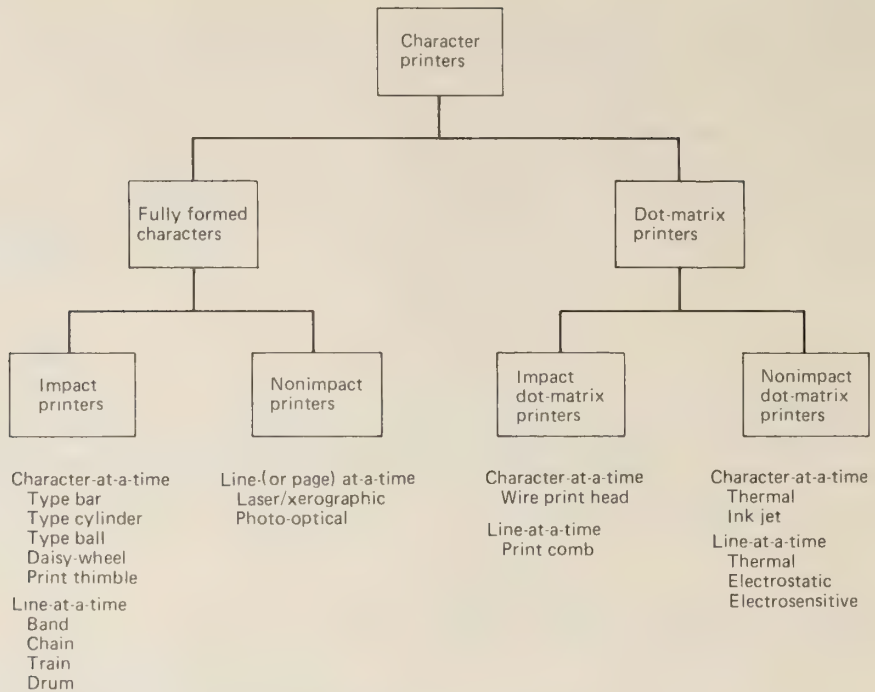 Character
printers
Fully formed
characters
Dot-matrix
printers
Impact
printers
Nonimpact
printers
Impact
dot-matrix
printers
Nonimpact
dot-matrix
printers
Character-at-a-time
Type bar
Type cylinder
Type ball
Daisy-wheel
Print thimble
Line-at-a-time
Band
Chain
Train
Drum
Line-(or page) at-a-time
Laser/xerographic
Photo-optical
Character-at-a-time
Wire print head
Line-at-a-time
Print comb
Character-at-a-time
Thermal
Ink jet
Line-at-a-time
Thermal
Electrostatic
Electrosensitive